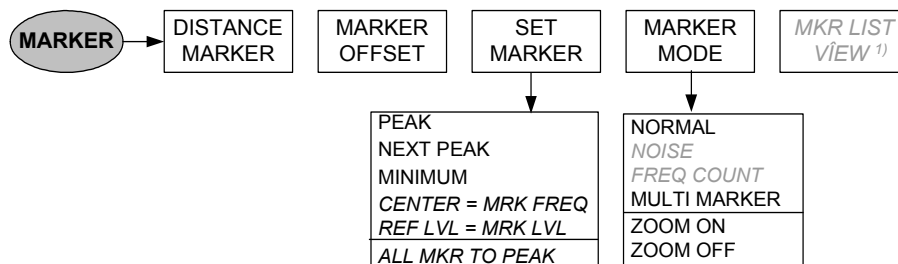 MARKER
DISTANCE
MARKER
MARKER
OFFSET
SET
MARKER
MARKER
MODE
MKR LIST
VÎEW 1)
PEAK
NEXT PEAK
MINIMUM
CENTER = MRK FREQ
REF LVL = MRK LVL
ALL MKR TO PEAK
NORMAL
NOISE
FREQ COUNT
MULTI MARKER
ZOOM ON
ZOOM OFF